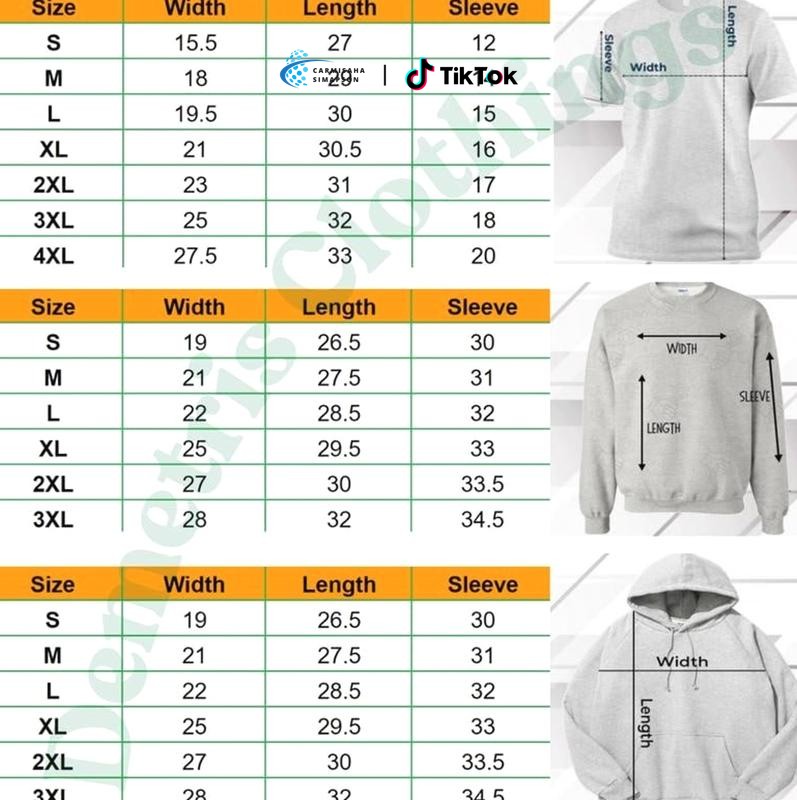 Size Width Length Sleeve
S 15.5 27 12
M 18 29
L 19.5 30 15
XL 21 30.5 16
2XL 23 31 17
3XL 25 32 18
4XL 27.5 33 20
CARMISAHA
SIMAPSON
TikTok
Sleeve
Width
Length
Size Width Length Sleeve
S 19 26.5 30
M 21 27.5 31
L 22 28.5 32
XL 25 29.5 33
2XL 27 30 33.5
3XL 28 32 34.5
WIDTH
LENGTH
SLEEVE
Size Width Length Sleeve
S 19 26.5 30
M 21 27.5 31
L 22 28.5 32
XL 25 29.5 33
2XL 27 30 33.5
3XL 28 32 34.5
Width
Length
Demetris Clothings